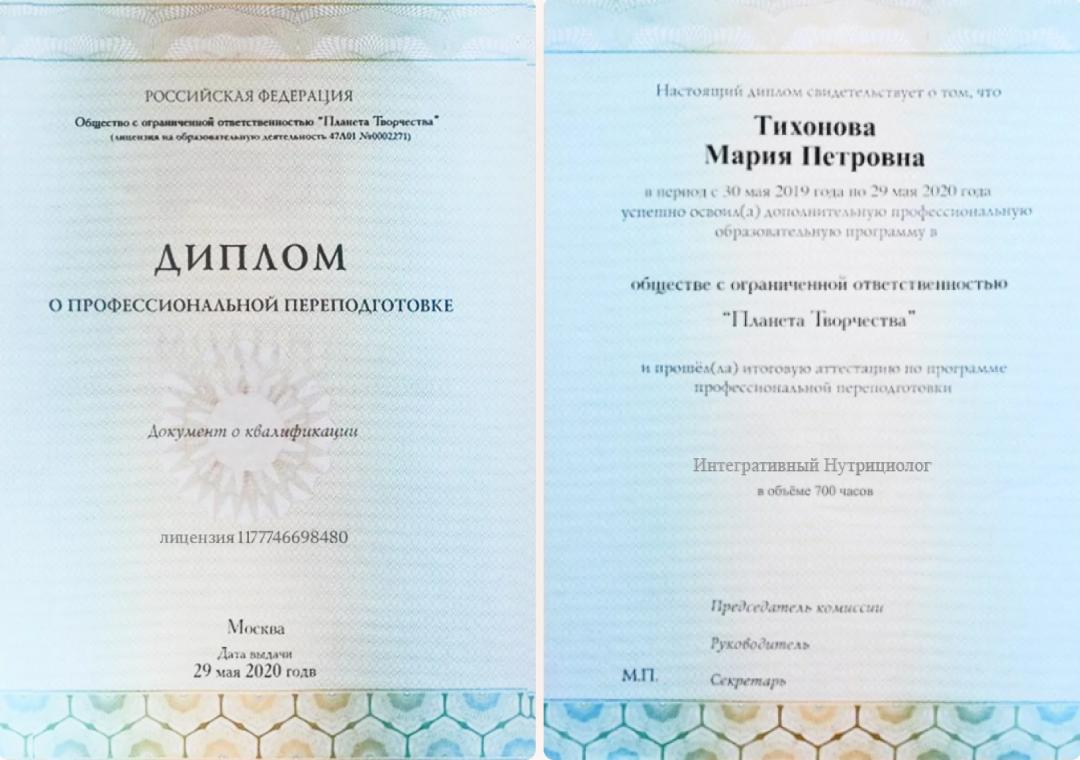 РОССИЙСКАЯ ФЕДЕРАЦИЯ
Общество с ограниченной ответственностью "Планета Творчества"
(лицензия на образовательную деятельность 47Л01 №0002271)
ДИПЛОМ
О ПРОФЕССИОНАЛЬНОЙ ПЕРЕПОДГОТОВКЕ
Документ о квалификации
лицензия 1177746698480
Москва
Дата выдачи
29 мая 2020 годв
Настоящий диплом свидетельствует о том, что
Тихонова
Мария Петровна
в период с 30 мая 2019 года по 29 мая 2020 года
успешно освоил(а) дополнительную профессиональную
образовательную программу в
обществе с ограниченной ответственностью
"Планета Творчества"
и прошёл(ла) итоговую аттестацию по программе
профессиональной переподготовки
Интегративный Нутрициолог
в объёме 700 часов
Председатель комиссии
Руководитель
М.П. Секретарь